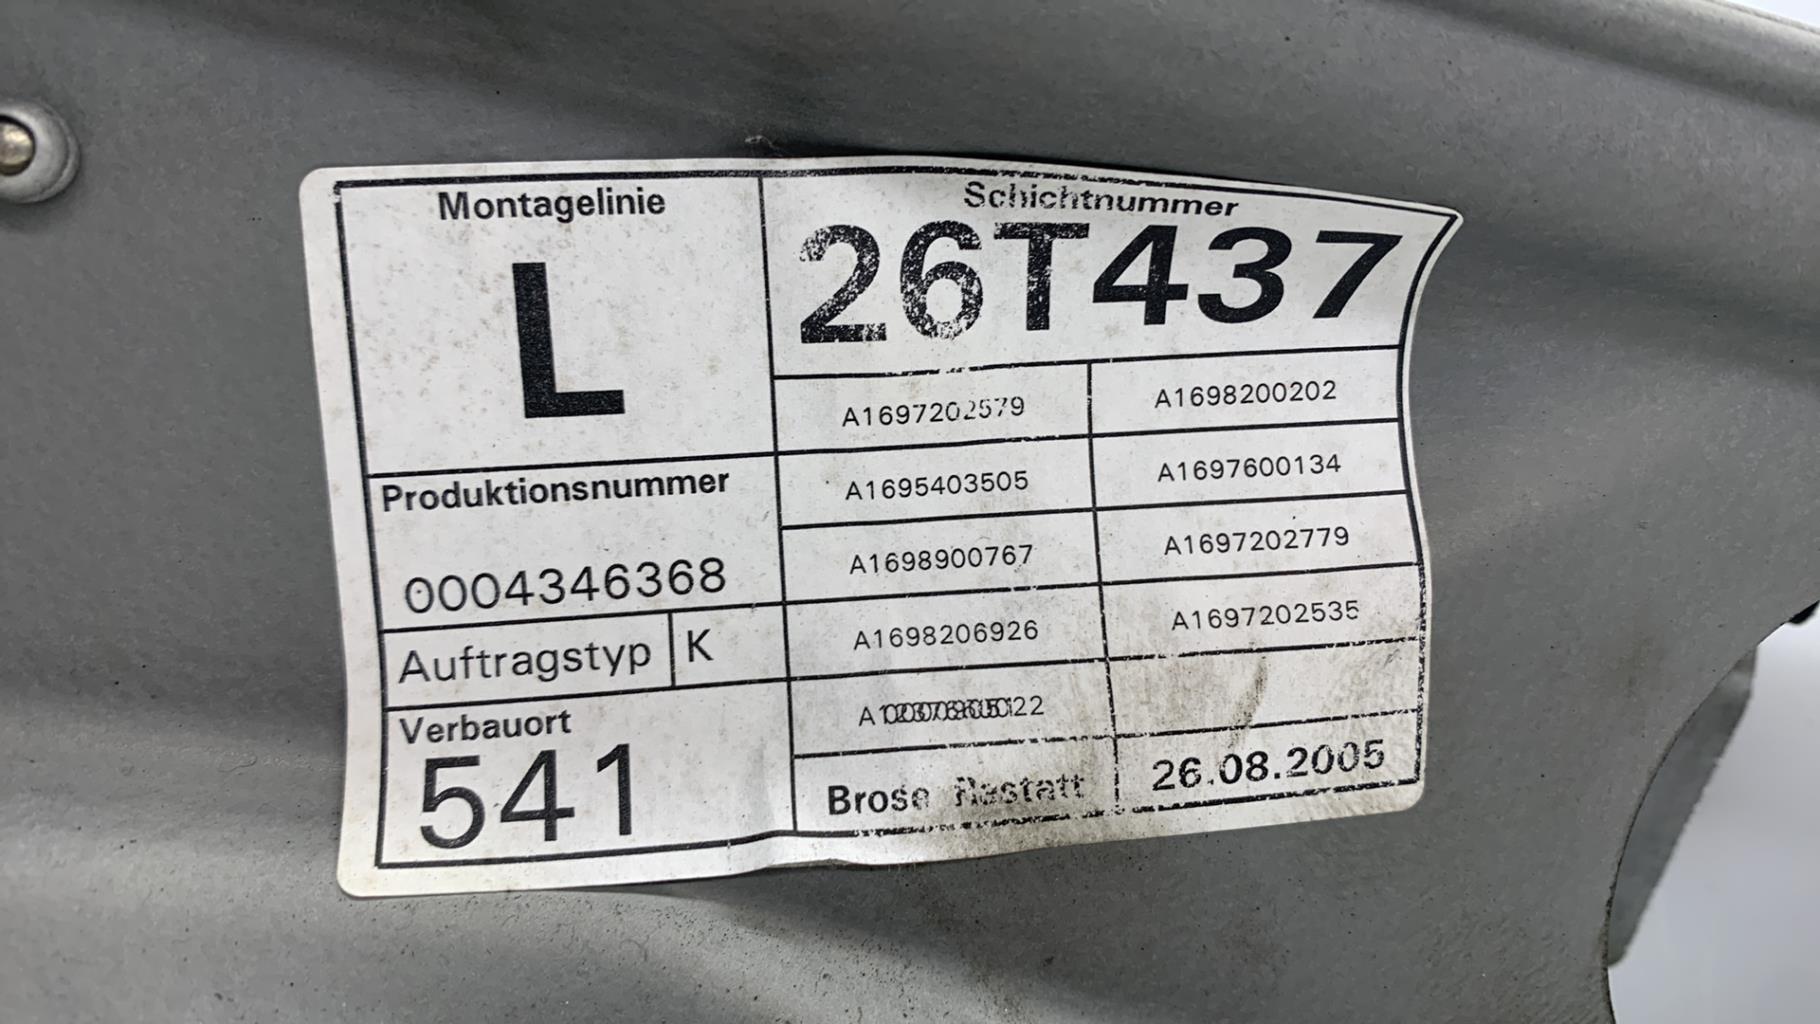 Montagelinie
L
Schichtnummer
26T437
A1697202579 A1698200202
A1695403505 A1697600134
A1698900767 A1697202779
A1698206926 A1697202535
Produktionsnummer
0004346368
Auftragstyp K
Verbauort
541
Brose Rastatt 26.08.2005